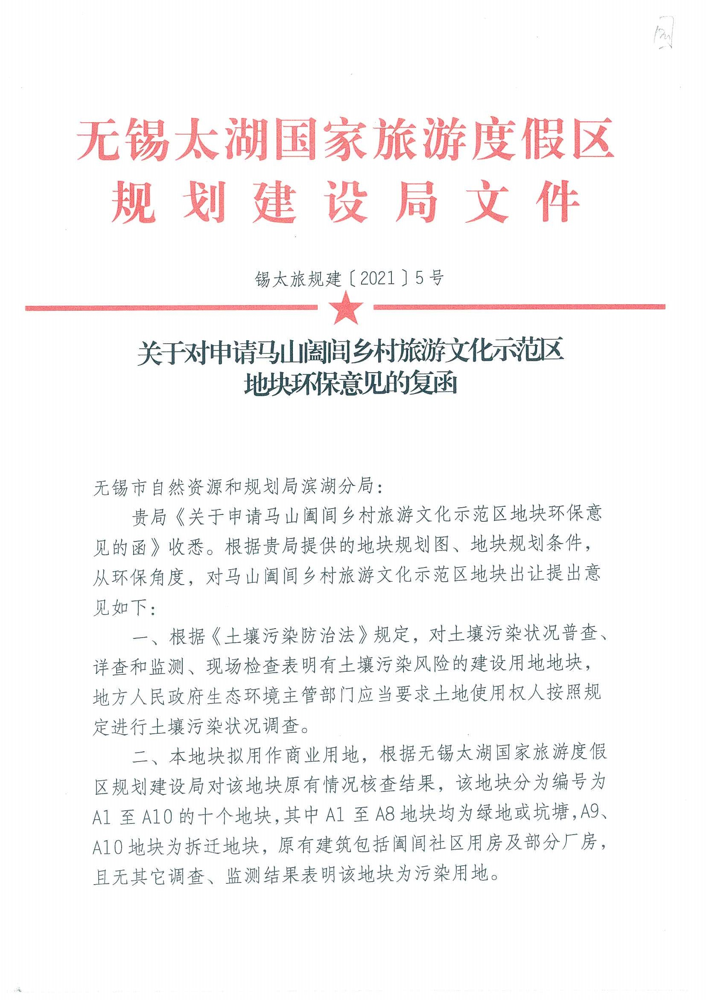 无锡太湖国家旅游度假区
规划建设局文件
锡太旅规建〔2021〕5号
关于对申请马山阖闾乡村旅游文化示范区
地块环保意见的复函
无锡市自然资源和规划局滨湖分局：
贵局《关于申请马山阖闾乡村旅游文化示范区地块环保意
见的函》收悉。根据贵局提供的地块规划图、地块规划条件，
从环保角度，对马山阖闾乡村旅游文化示范区地块出让提出意
见如下：
一、根据《土壤污染防治法》规定，对土壤污染状况普查、
详查和监测、现场检查表明有土壤污染风险的建设用地地块，
地方人民政府生态环境主管部门应当要求土地使用权人按照规
定进行土壤污染状况调查。
二、本地块拟用作商业用地，根据无锡太湖国家旅游度假
区规划建设局对该地块原有情况核查结果，该地块分为编号为
A1 至 A10 的十个地块，其中 A1 至 A8 地块均为绿地或坑塘，A9、
A10 地块为拆迁地块，原有建筑包括阖闾社区用房及部分厂房，
且无其它调查、监测结果表明该地块为污染用地。